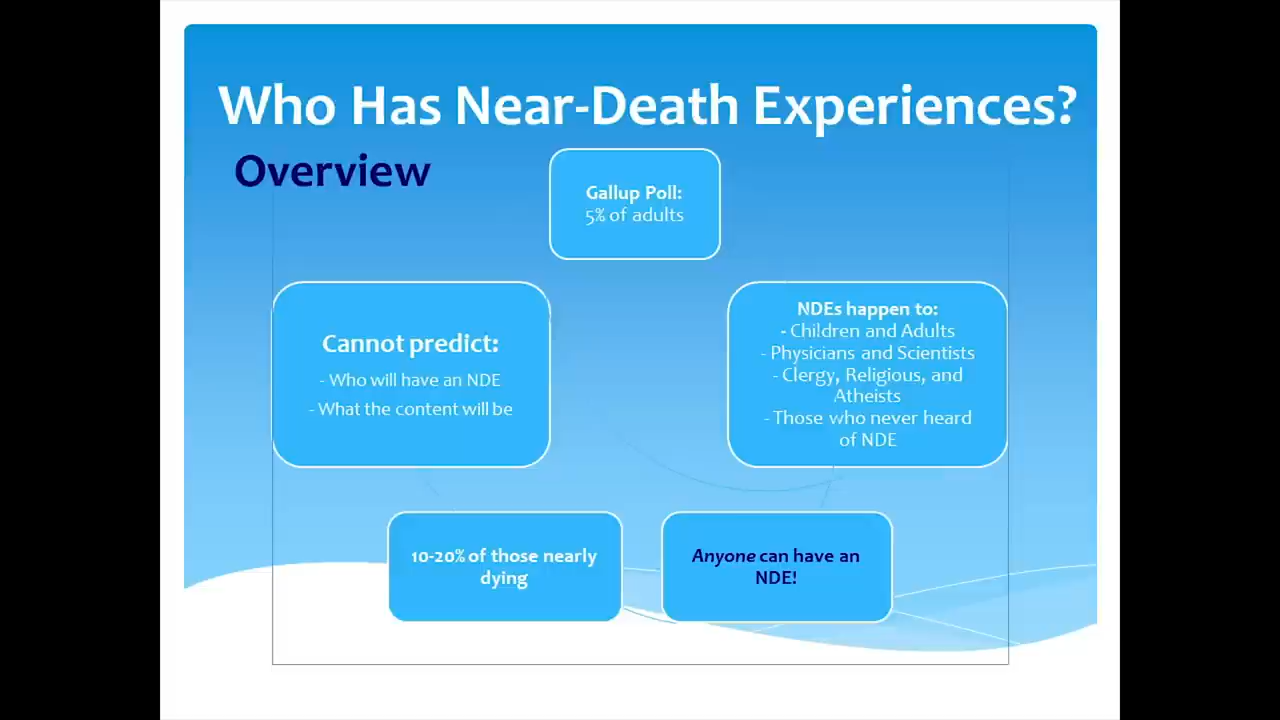 Who Has Near-Death Experiences?
Overview
Gallup Poll:
5% of adults
Cannot predict:
- Who will have an NDE
- What the content will be
NDEs happen to:
- Children and Adults
- Physicians and Scientists
- Clergy, Religious, and
Atheists
- Those who never heard
of NDE
10-20% of those nearly
dying
Anyone can have an
NDE!